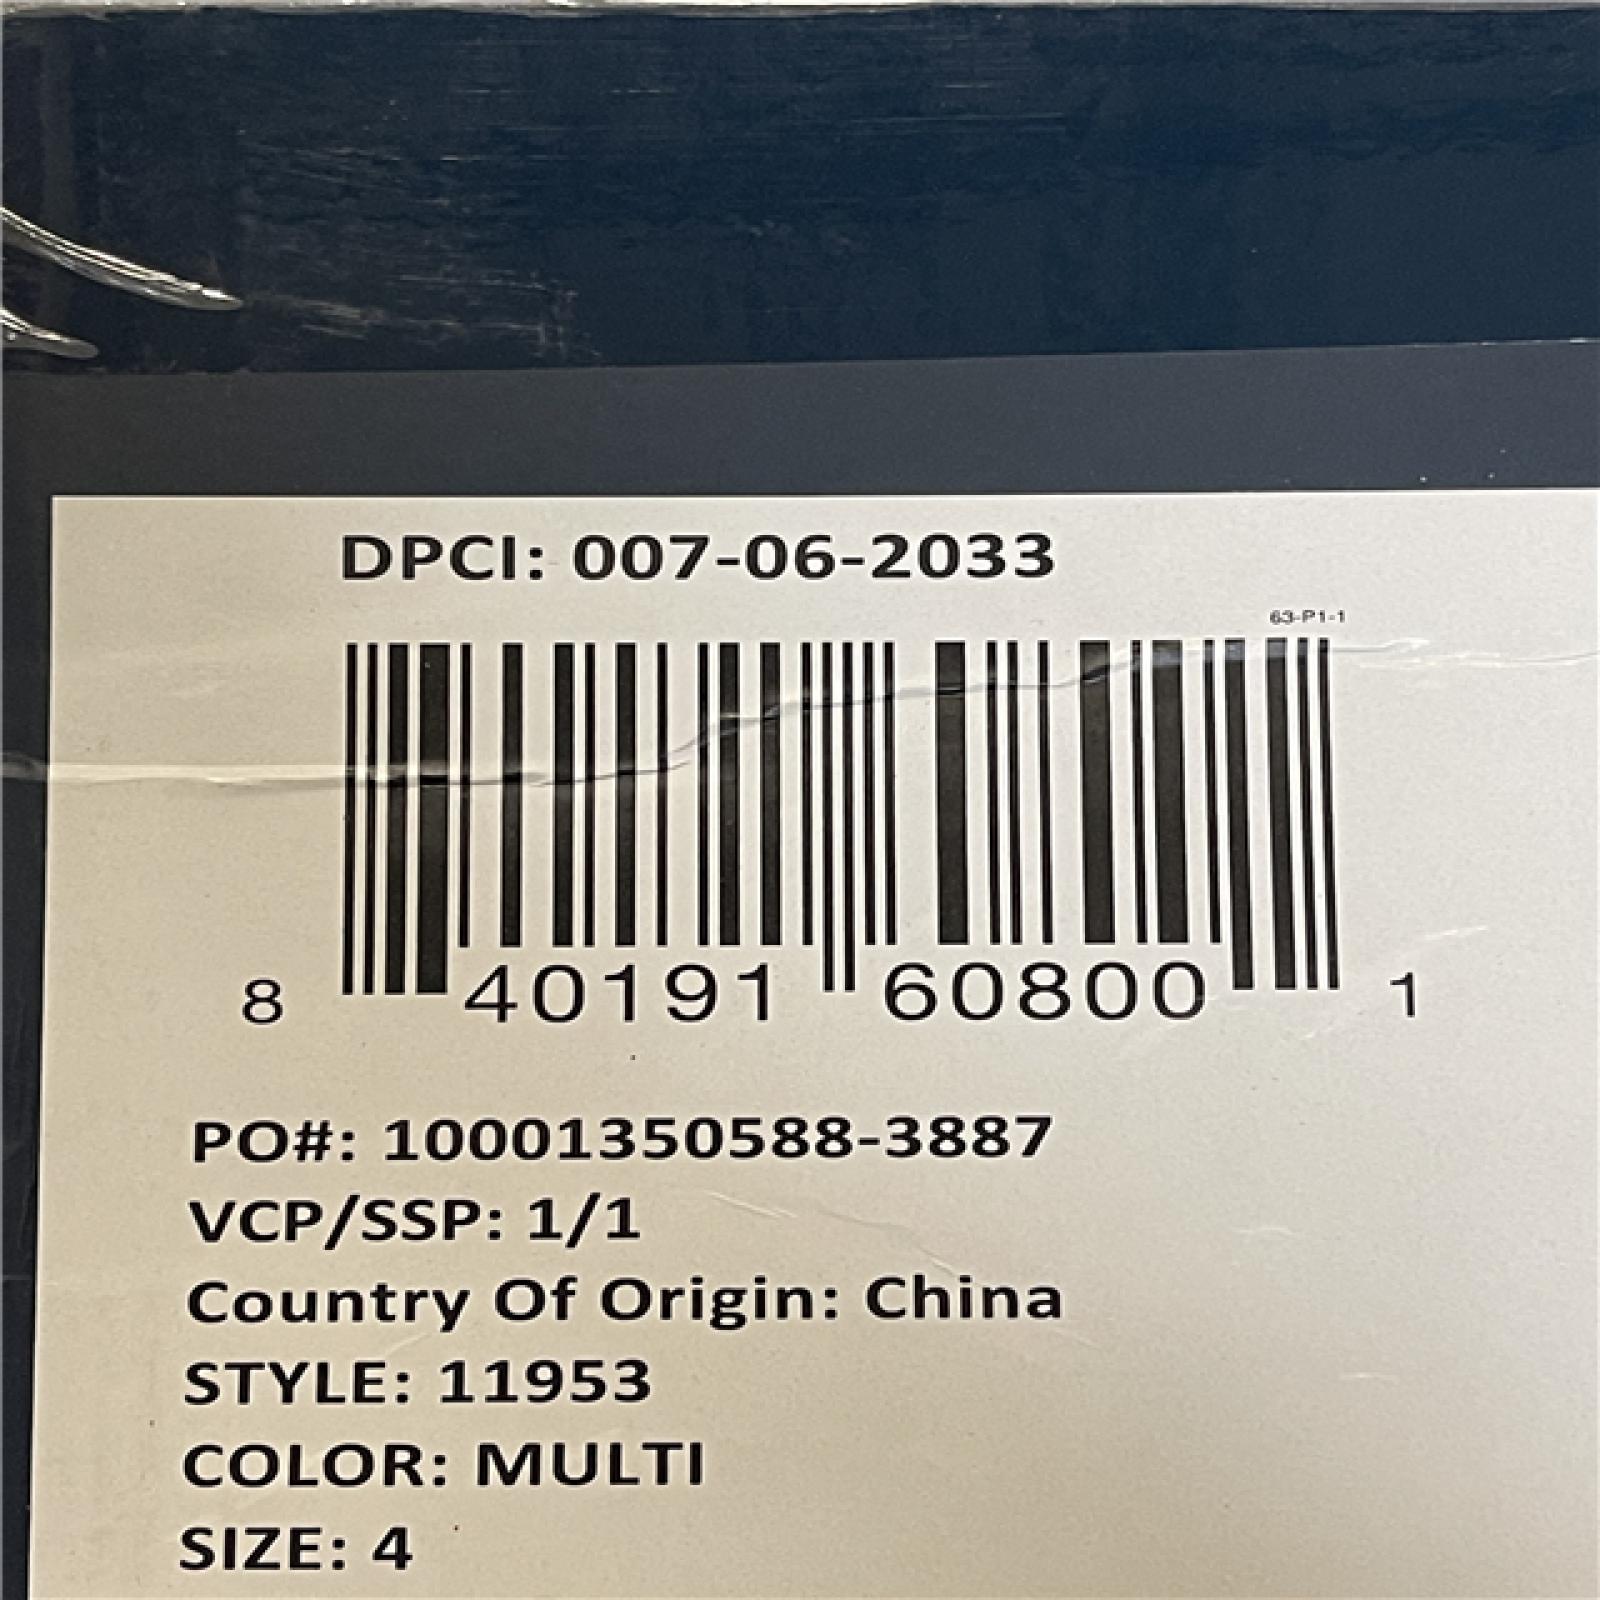 DPCI: 007-06-2033
63-P1-1
8 40191 60800 1
PO#: 10001350588-3887
VCP/SSP: 1/1
Country Of Origin: China
STYLE: 11953
COLOR: MULTI
SIZE: 4